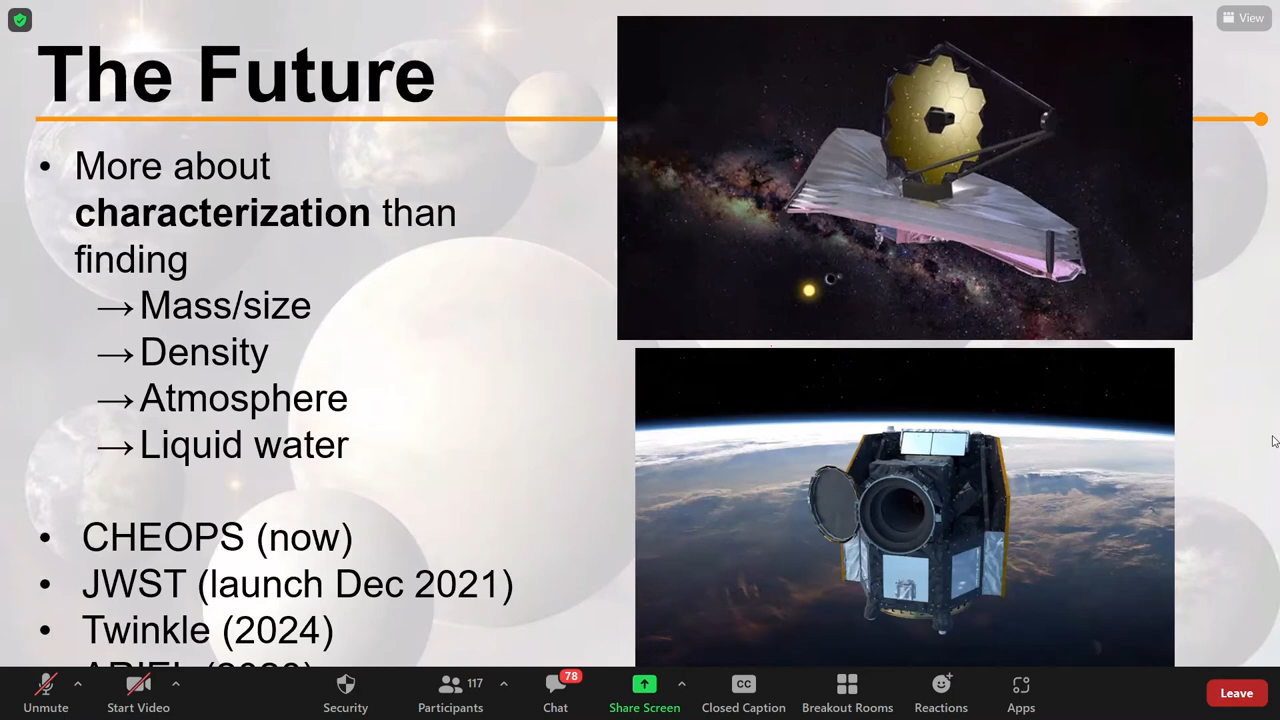 View
The Future
• More about
characterization than
finding
→Mass/size
→Density
→Atmosphere
→Liquid water
• CHEOPS (now)
• JWST (launch Dec 2021)
• Twinkle (2024)
Unmute
Start Video
Security
117
Participants
78
Chat
Share Screen
CC
Closed Caption
Breakout Rooms
Reactions
Apps
Leave